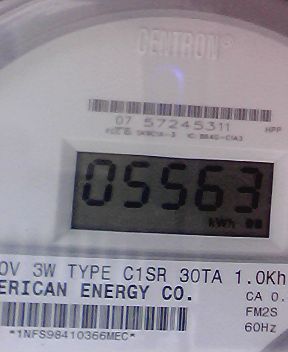 CENTRON®
07 57245311
HPP
05563
kWh
0V 3W TYPE C1SR 30TA 1.0Kh
ERICAN ENERGY CO.
CA 0.
FM2S
60Hz
*1NFS98410366MEC*